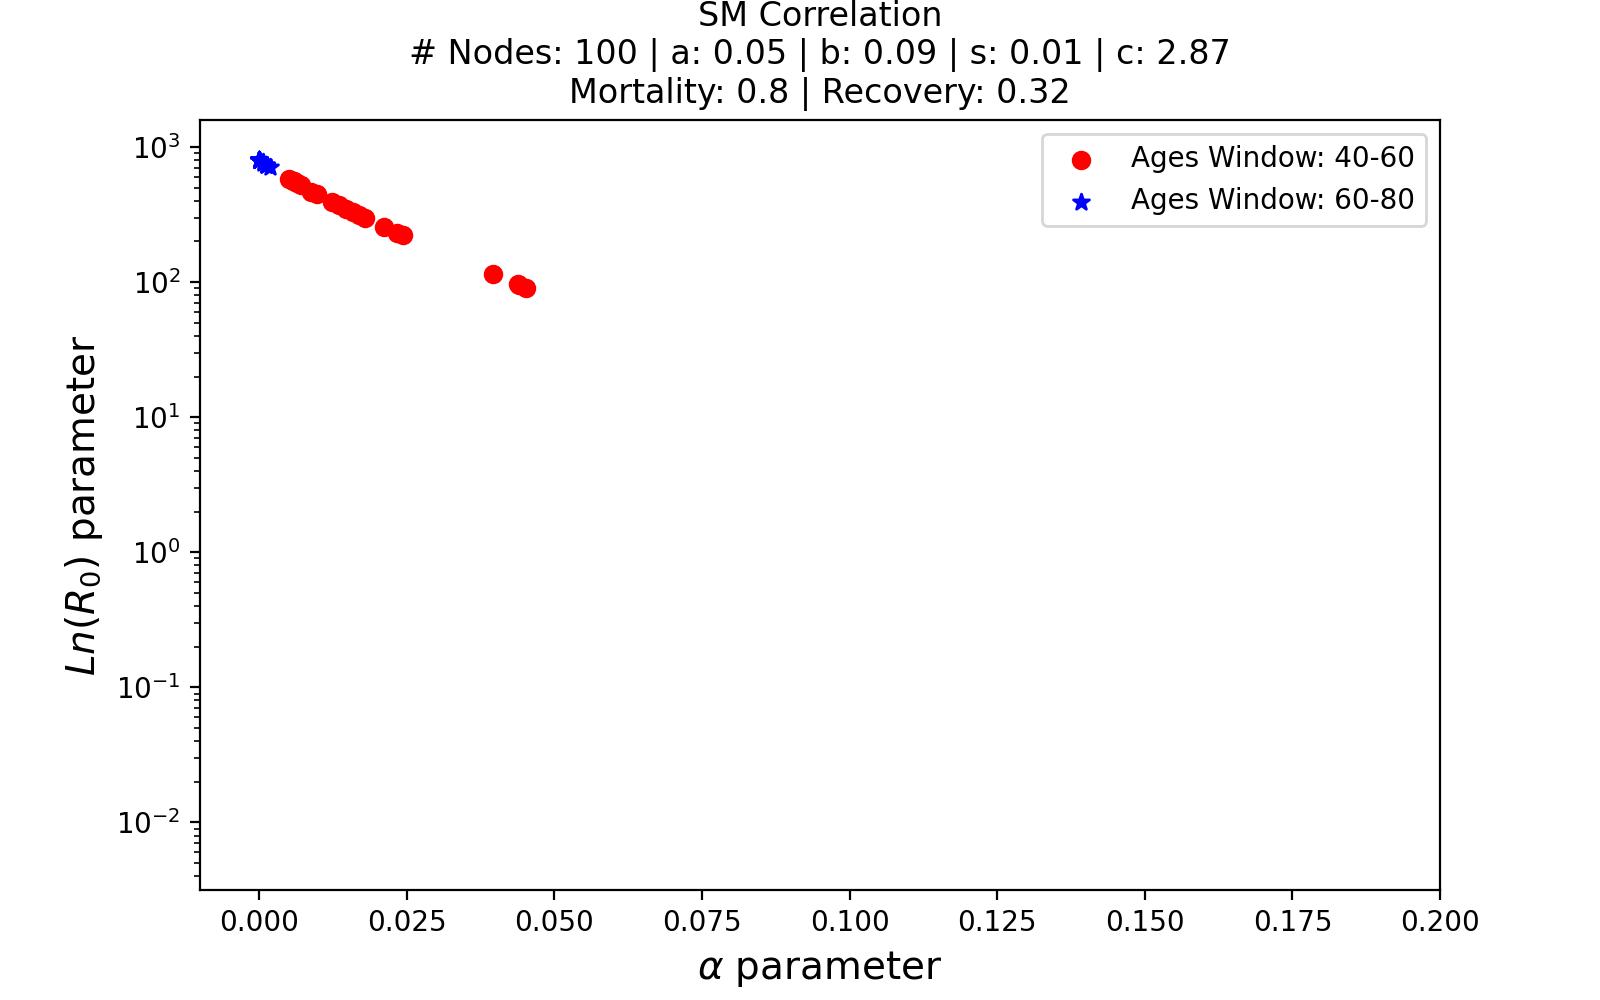 SM Correlation
# Nodes: 100 | a: 0.05 | b: 0.09 | s: 0.01 | c: 2.87
Mortality: 0.8 | Recovery: 0.32
Ages Window: 40-60
Ages Window: 60-80
10³
10²
10¹
10⁰
10⁻¹
10⁻²
Ln(R₀) parameter
0.000 0.025 0.050 0.075 0.100 0.125 0.150 0.175 0.200
α parameter